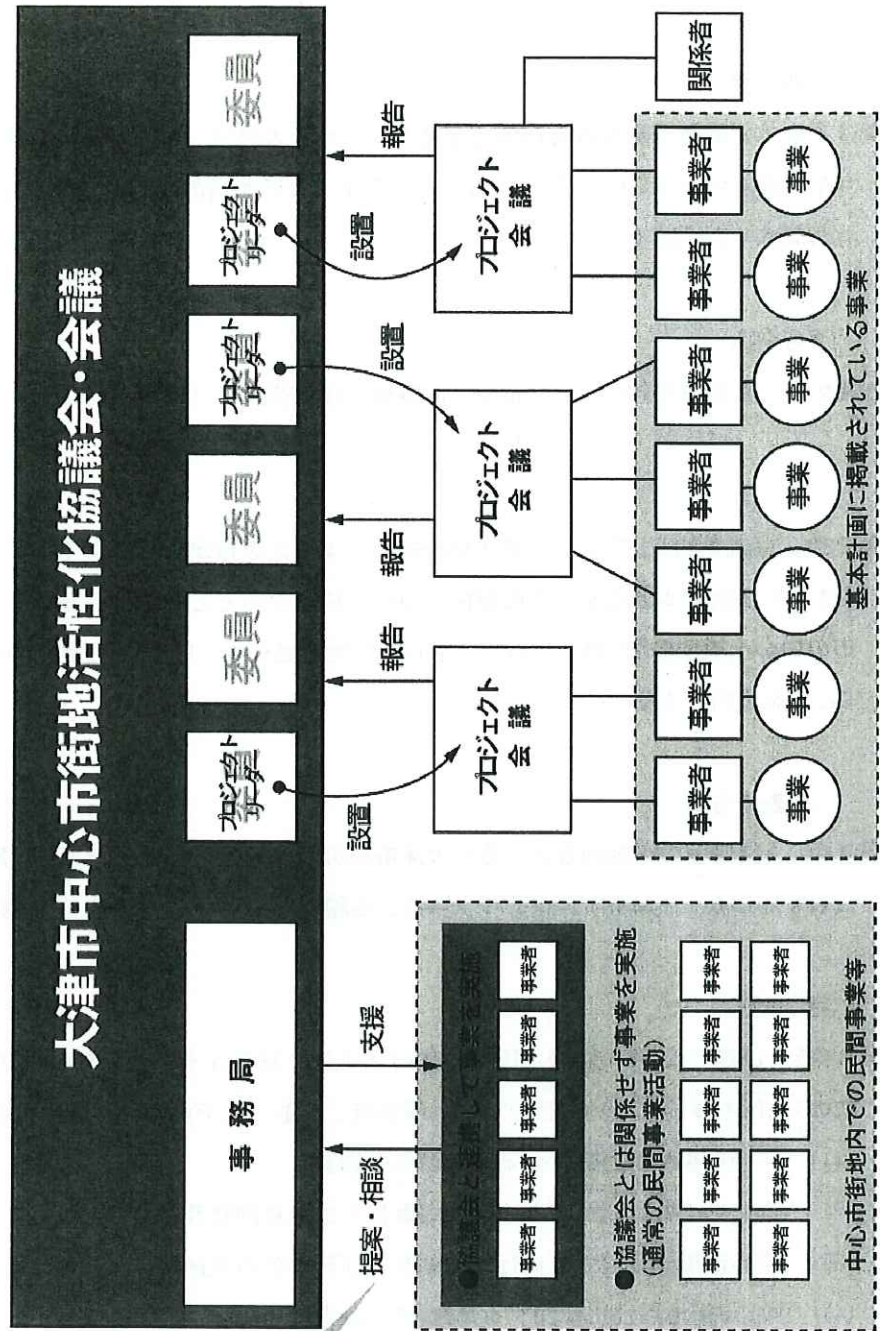 大津市中心市街地活性化協議会・会議
事務局
プロジェクト
リーダー
委員
委員
委員
プロジェクト
リーダー
委員
プロジェクト
リーダー
委員
委員
提案・相談
支援
設置
報告
報告
設置
設置
報告
プロジェクト
会議
プロジェクト
会議
プロジェクト
会議
関係者
事業者
事業者
事業者
事業者
事業者
事業者
事業者
事業
事業
事業
事業
事業
事業
事業
基本計画に掲載されている事業
●協議会と連携して事業を実施
事業者
事業者
事業者
事業者
事業者
●協議会とは関係せず事業を実施
(通常の民間事業活動)
事業者
事業者
事業者
事業者
事業者
事業者
事業者
事業者
事業者
事業者
中心市街地内での民間事業等